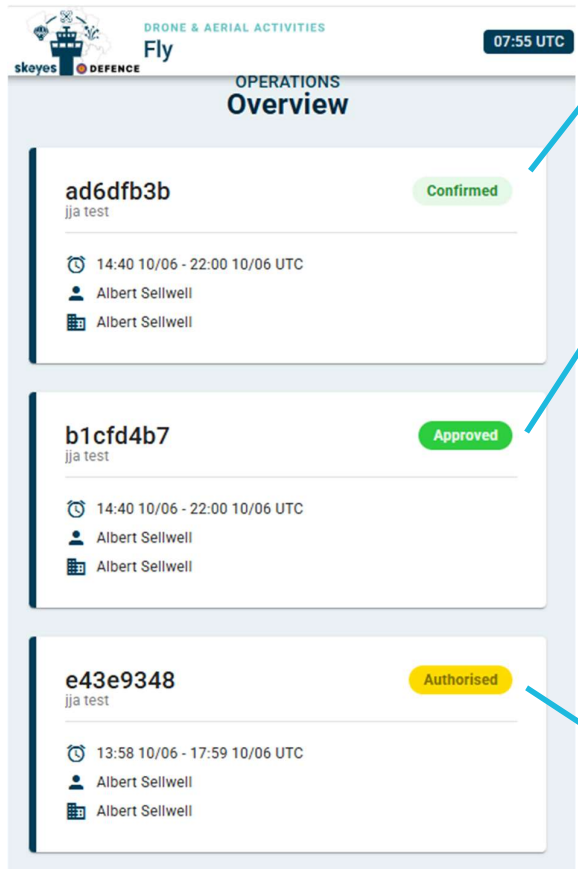 DRONE & AERIAL ACTIVITIES
Fly
07:55 UTC
skeyes DEFENCE
OPERATIONS
Overview
ad6dfb3b
Confirmed
jja test
14:40 10/06 - 22:00 10/06 UTC
Albert Sellwell
Albert Sellwell
b1cfd4b7
Approved
jja test
14:40 10/06 - 22:00 10/06 UTC
Albert Sellwell
Albert Sellwell
e43e9348
Authorised
jja test
13:58 10/06 - 17:59 10/06 UTC
Albert Sellwell
Albert Sellwell